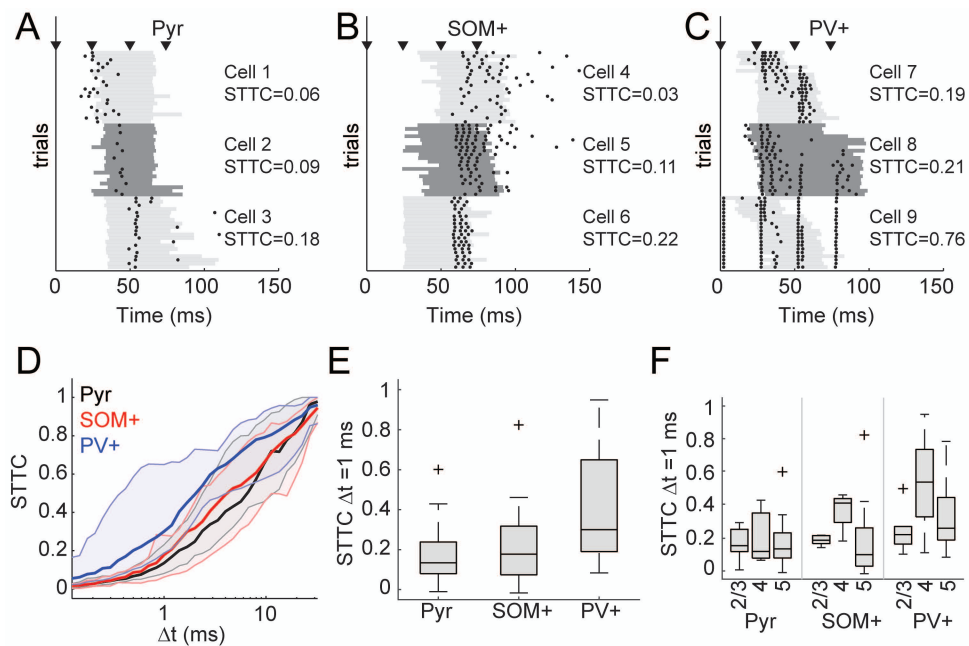 A
Pyr
trials
Cell 1
STTC=0.06
Cell 2
STTC=0.09
Cell 3
STTC=0.18
0 50 100 150
Time (ms)
B
SOM+
trials
Cell 4
STTC=0.03
Cell 5
STTC=0.11
Cell 6
STTC=0.22
0 50 100 150
Time (ms)
C
PV+
trials
Cell 7
STTC=0.19
Cell 8
STTC=0.21
Cell 9
STTC=0.76
0 50 100 150
Time (ms)
D
Pyr
SOM+
PV+
STTC
1
0.8
0.6
0.4
0.2
0
1 10
Δt (ms)
E
STTC Δt =1 ms
1
0.8
0.6
0.4
0.2
0
Pyr SOM+ PV+
F
STTC Δt =1 ms
1
0.8
0.6
0.4
0.2
0
2/3 4 5 2/3 4 5 2/3 4 5
Pyr SOM+ PV+